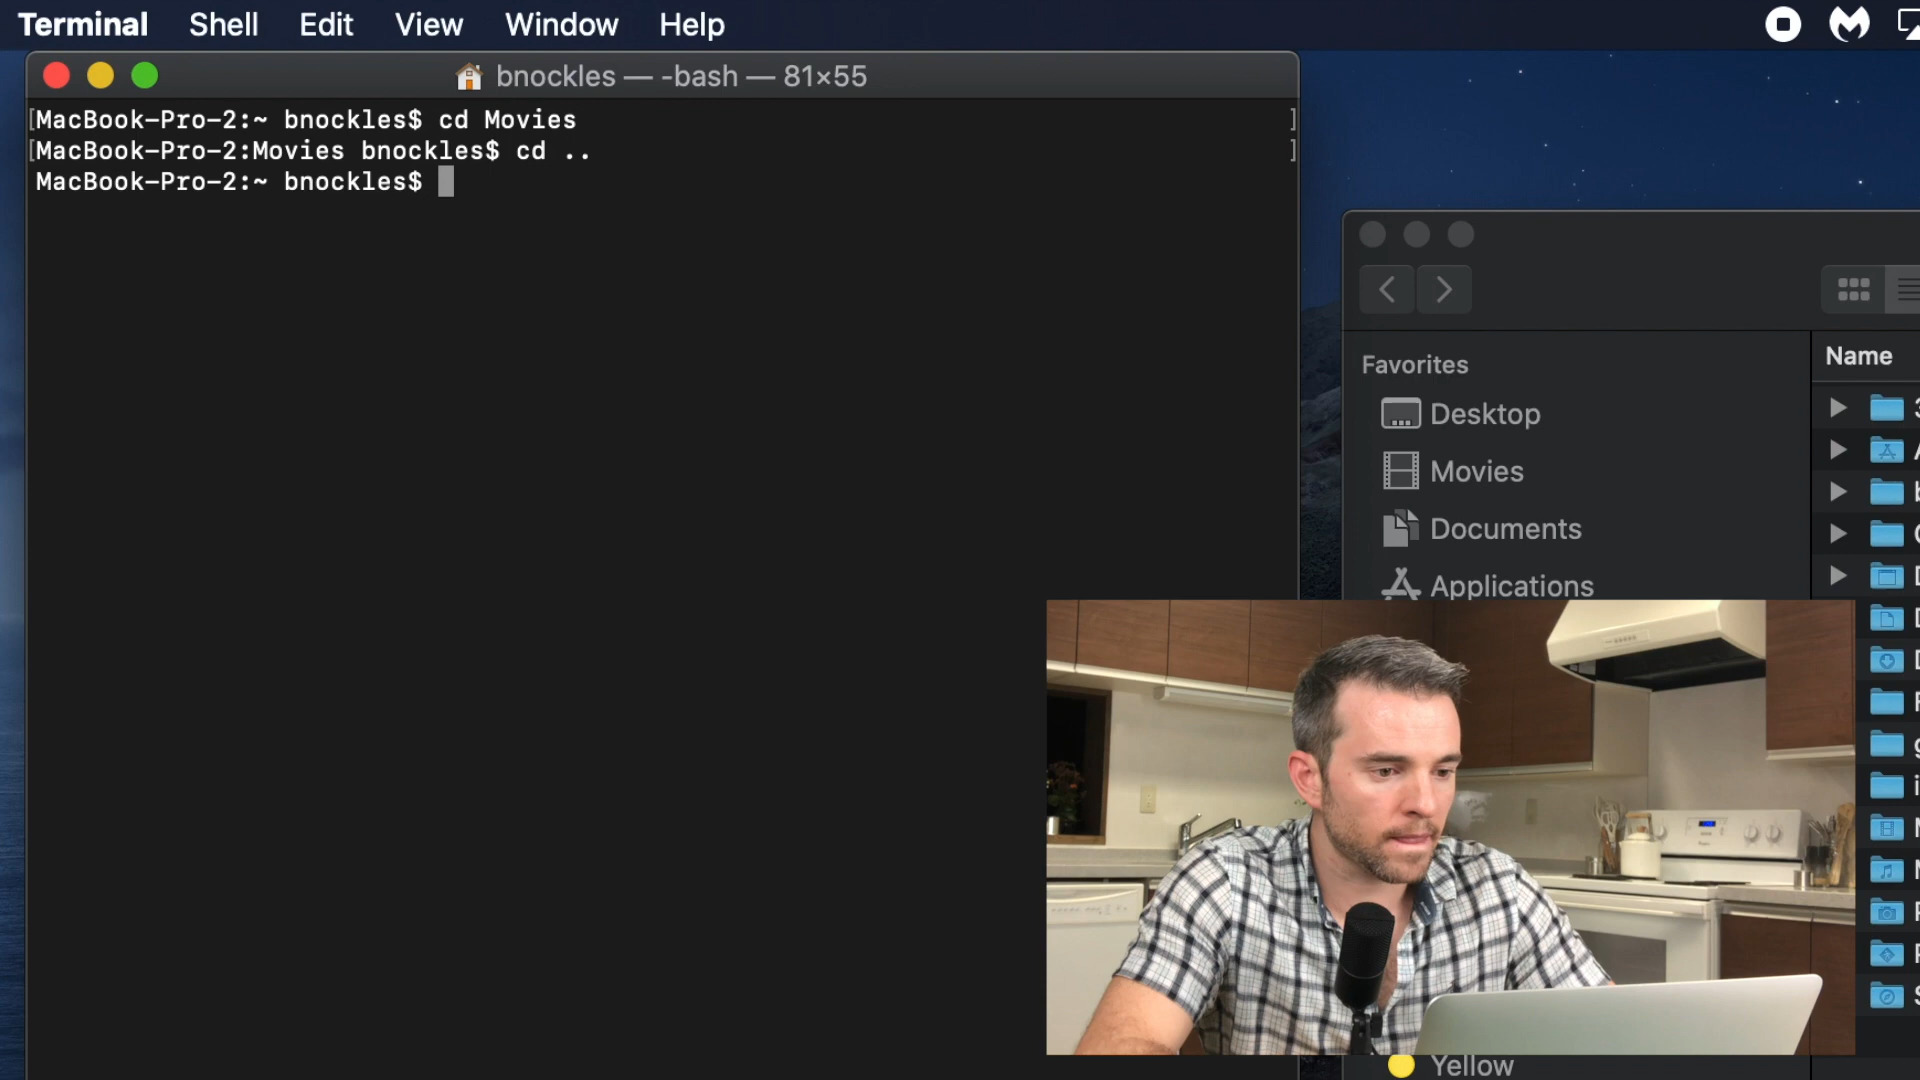 Terminal Shell Edit View Window Help
bnockles — -bash — 81×55
[MacBook-Pro-2:~ bnockles$ cd Movies ]
[MacBook-Pro-2:Movies bnockles$ cd .. ]
MacBook-Pro-2:~ bnockles$
Favorites
Desktop
Movies
Documents
Applications
Yellow
Name